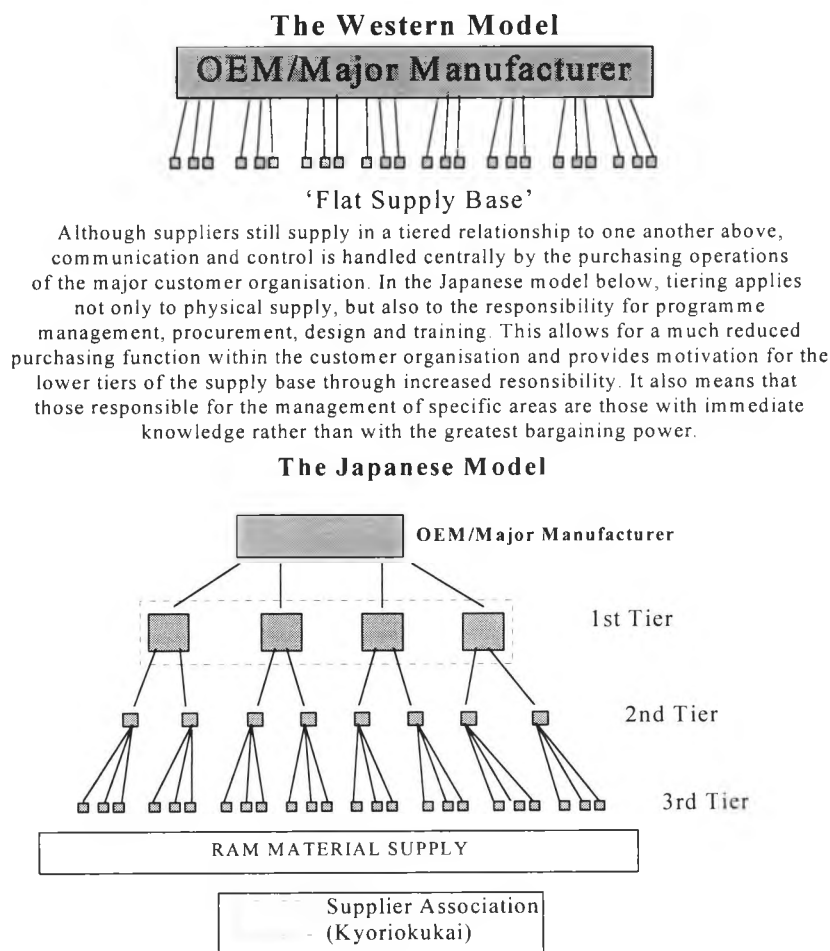 The Western Model
OEM/Major Manufacturer
‘Flat Supply Base’
Although suppliers still supply in a tiered relationship to one another above,
communication and control is handled centrally by the purchasing operations
of the major customer organisation. In the Japanese model below, tiering applies
not only to physical supply, but also to the responsibility for programme
management, procurement, design and training. This allows for a much reduced
purchasing function within the customer organisation and provides motivation for the
lower tiers of the supply base through increased resonsibility. It also means that
those responsible for the management of specific areas are those with immediate
knowledge rather than with the greatest bargaining power.
The Japanese Model
OEM/Major Manufacturer
1st Tier
2nd Tier
3rd Tier
RAM MATERIAL SUPPLY
Supplier Association
(Kyoriokukai)